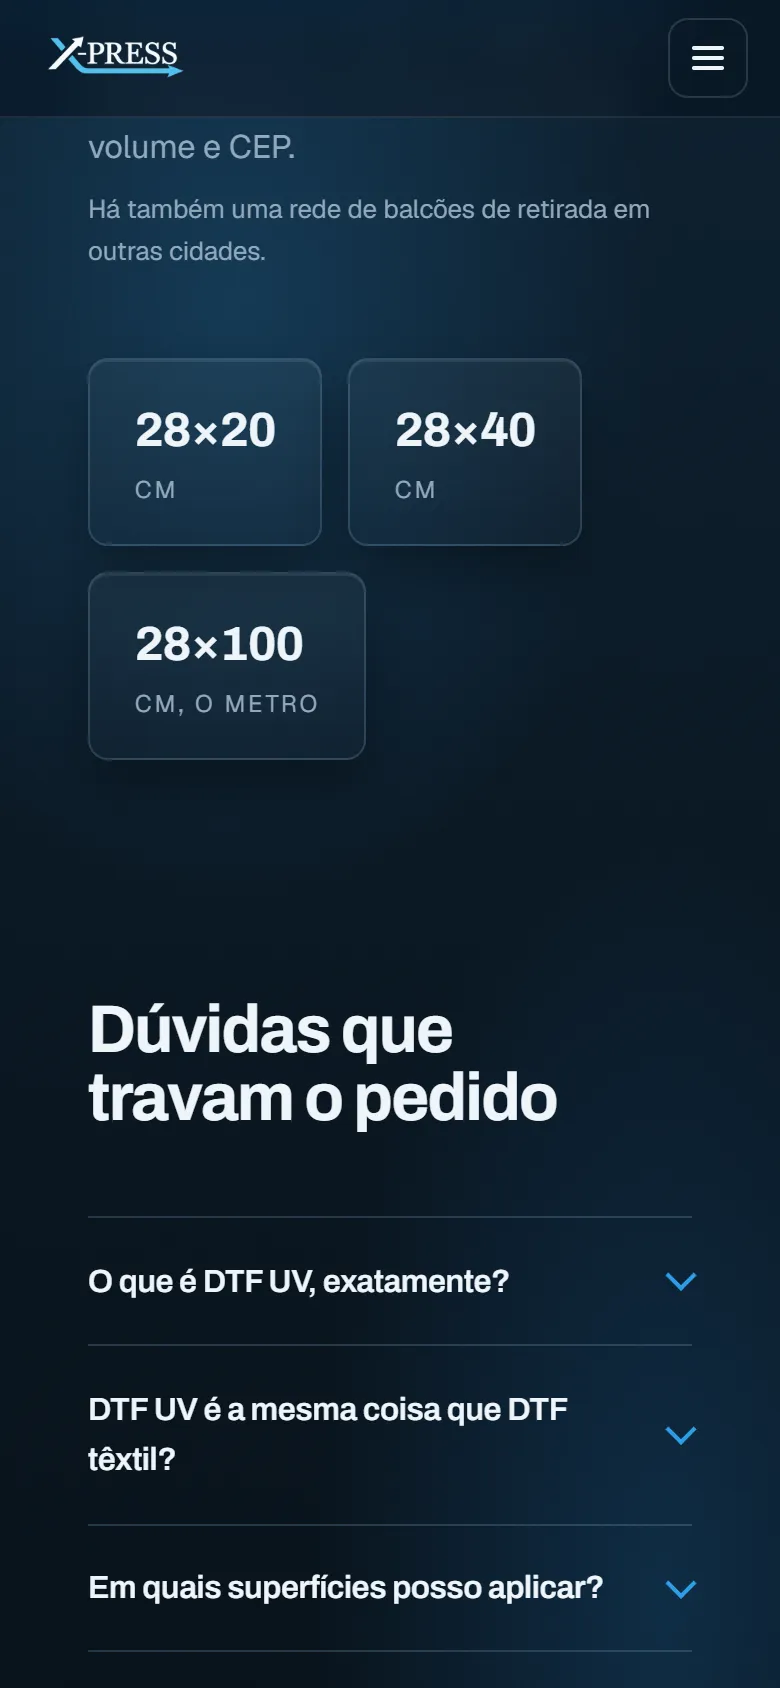 X-PRESS
volume e CEP.
Há também uma rede de balcões de retirada em
outras cidades.
28×20
CM
28×40
CM
28×100
CM, O METRO
Dúvidas que
travam o pedido
O que é DTF UV, exatamente?
DTF UV é a mesma coisa que DTF
têxtil?
Em quais superfícies posso aplicar?